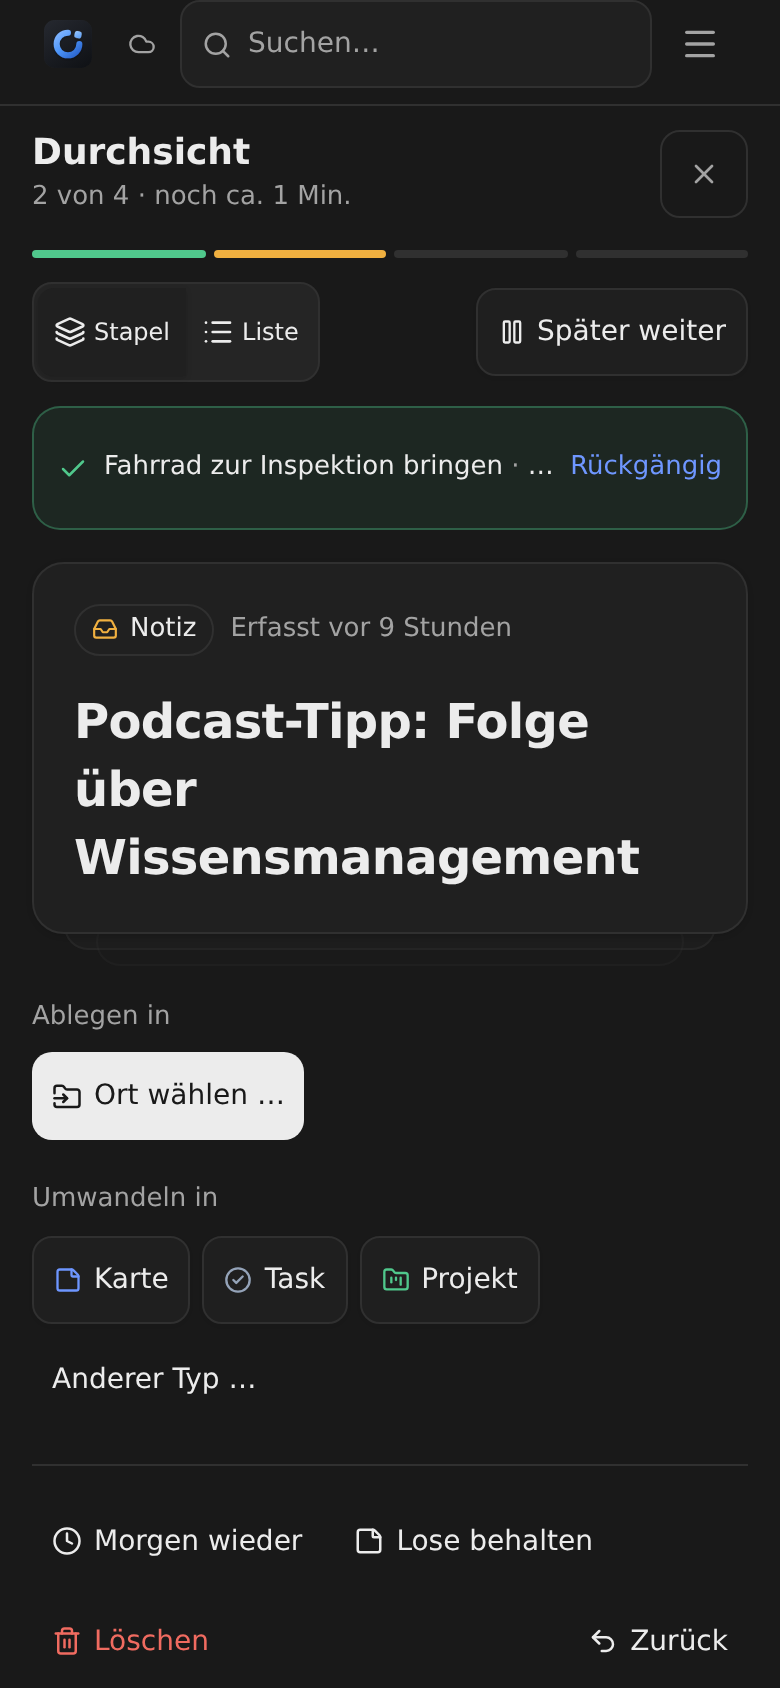 Suchen...
Durchsicht
2 von 4 · noch ca. 1 Min.
Stapel
Liste
Später weiter
Fahrrad zur Inspektion bringen · ...
Rückgängig
Notiz
Erfasst vor 9 Stunden
Podcast-Tipp: Folge
über
Wissensmanagement
Ablegen in
Ort wählen ...
Umwandeln in
Karte
Task
Projekt
Anderer Typ ...
Morgen wieder
Lose behalten
Löschen
Zurück